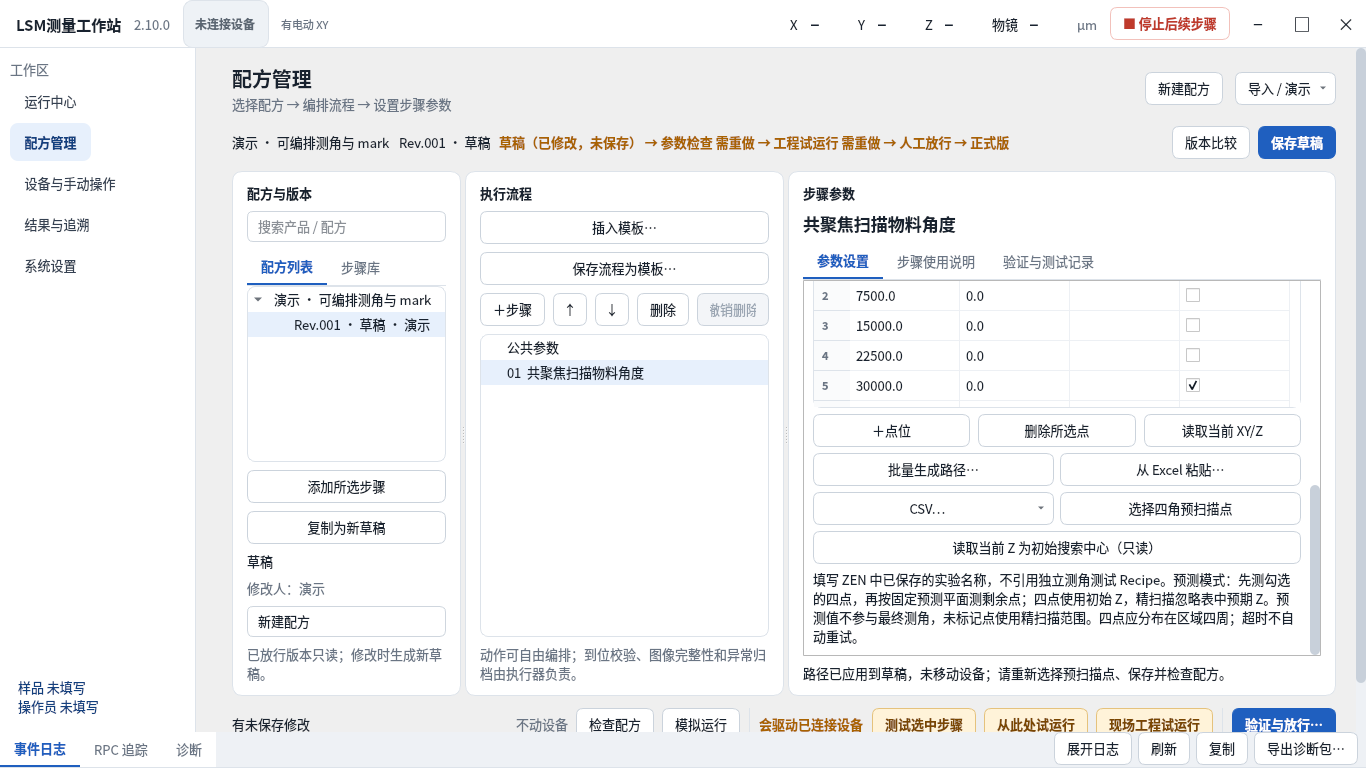 LSM测量工作站 2.10.0 未连接设备 有电动 XY X – Y – Z – 物镜 – μm 停止后续步骤
工作区
运行中心
配方管理
设备与手动操作
结果与追溯
系统设置
样品 未填写
操作员 未填写
配方管理
选择配方 → 编排流程 → 设置步骤参数
新建配方 导入 / 演示
演示 · 可编排测角与 mark Rev.001 · 草稿 草稿（已修改，未保存） → 参数检查 需重做 → 工程试运行 需重做 → 人工放行 → 正式版
版本比较 保存草稿
配方与版本
搜索产品 / 配方
配方列表 步骤库
演示 · 可编排测角与 mark
Rev.001 · 草稿 · 演示
添加所选步骤
复制为新草稿
草稿
修改人：演示
新建配方
已放行版本只读；修改时生成新草
稿。
执行流程
插入模板…
保存流程为模板…
＋步骤 ↑ ↓ 删除 撤销删除
公共参数
01 共聚焦扫描物料角度
动作可自由编排；到位校验、图像完整性和异常归
档由执行器负责。
步骤参数
共聚焦扫描物料角度
参数设置 步骤使用说明 验证与测试记录
2 7500.0 0.0
3 15000.0 0.0
4 22500.0 0.0
5 30000.0 0.0
＋点位 删除所选点 读取当前 XY/Z
批量生成路径… 从 Excel 粘贴…
CSV… 选择四角预扫描点
读取当前 Z 为初始搜索中心（只读）
填写 ZEN 中已保存的实验名称，不引用独立测角测试 Recipe。预测模式：先测勾选
的四点，再按固定预测平面测剩余点；四点使用初始 Z，精扫描忽略表中预期 Z。预
测值不参与最终测角，未标记点使用精扫描范围。四点应分布在区域四周；超时不自
动重试。
路径已应用到草稿，未移动设备；请重新选择预扫描点、保存并检查配方。
有未保存修改 不动设备 检查配方 模拟运行 会驱动已连接设备 测试选中步骤 从此处试运行 现场工程试运行 验证与放行…
事件日志 RPC 追踪 诊断 展开日志 刷新 复制 导出诊断包…